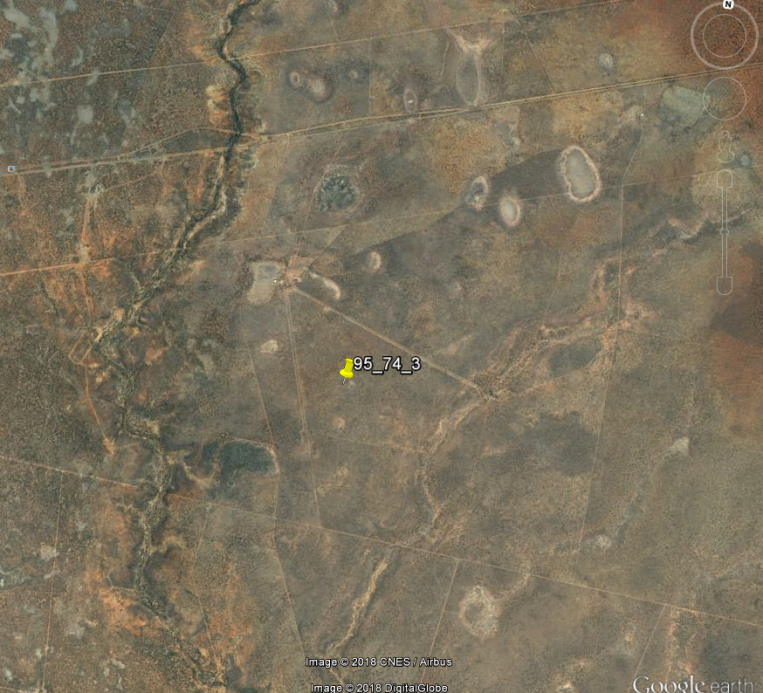 N
95_74_3
Image © 2018 CNES / Airbus
Image © 2018 DigitalGlobe
Google earth